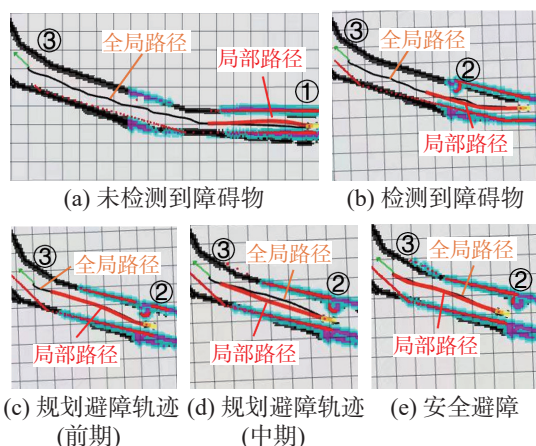 ③
全局路径
局部路径
①
(a) 未检测到障碍物
③
全局路径
②
局部路径
(b) 检测到障碍物
③
全局路径
②
局部路径
(c) 规划避障轨迹
(前期)
③
全局路径
②
局部路径
(d) 规划避障轨迹
(中期)
③
全局路径
②
局部路径
(e) 安全避障